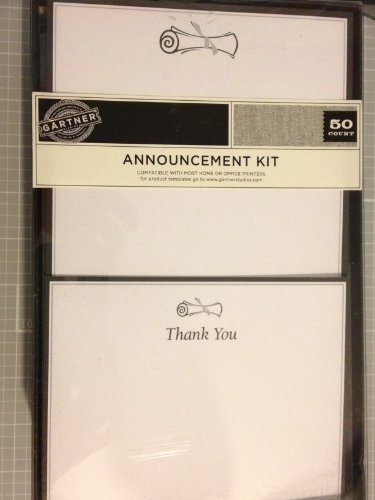 GARTNER
50
COUNT
ANNOUNCEMENT KIT
COMPATIBLE WITH MOST HOME OR OFFICE PRINTERS
for product templates go to www.gartnerstudios.com
Thank You